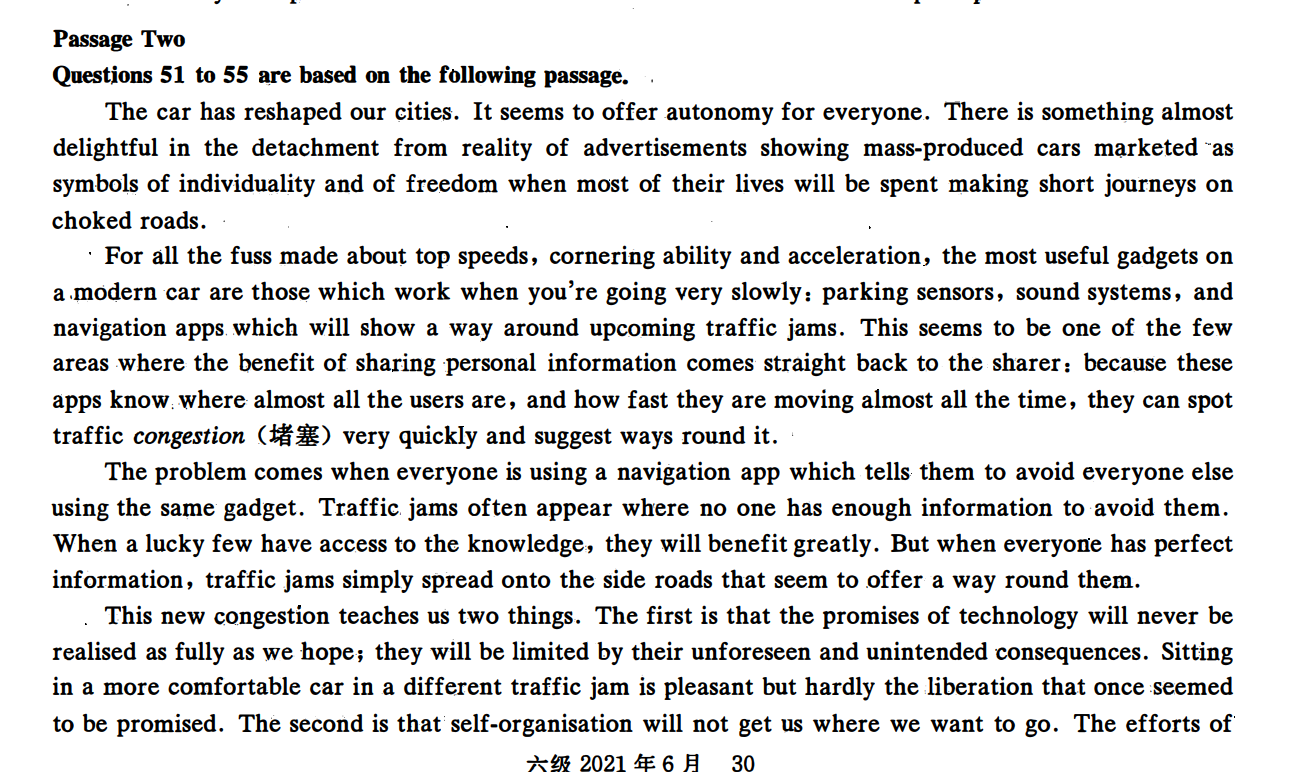 Passage Two
Questions 51 to 55 are based on the following passage.
The car has reshaped our cities. It seems to offer autonomy for everyone. There is something almost
delightful in the detachment from reality of advertisements showing mass-produced cars marketed as
symbols of individuality and of freedom when most of their lives will be spent making short journeys on
choked roads.
For all the fuss made about top speeds, cornering ability and acceleration, the most useful gadgets on
a modern car are those which work when you're going very slowly: parking sensors, sound systems, and
navigation apps which will show a way around upcoming traffic jams. This seems to be one of the few
areas where the benefit of sharing personal information comes straight back to the sharer: because these
apps know where almost all the users are, and how fast they are moving almost all the time, they can spot
traffic congestion（堵塞）very quickly and suggest ways round it.
The problem comes when everyone is using a navigation app which tells them to avoid everyone else
using the same gadget. Traffic jams often appear where no one has enough information to avoid them.
When a lucky few have access to the knowledge, they will benefit greatly. But when everyone has perfect
information, traffic jams simply spread onto the side roads that seem to offer a way round them.
This new congestion teaches us two things. The first is that the promises of technology will never be
realised as fully as we hope; they will be limited by their unforeseen and unintended consequences. Sitting
in a more comfortable car in a different traffic jam is pleasant but hardly the liberation that once seemed
to be promised. The second is that self-organisation will not get us where we want to go. The efforts of
六级 2021 年 6 月 30